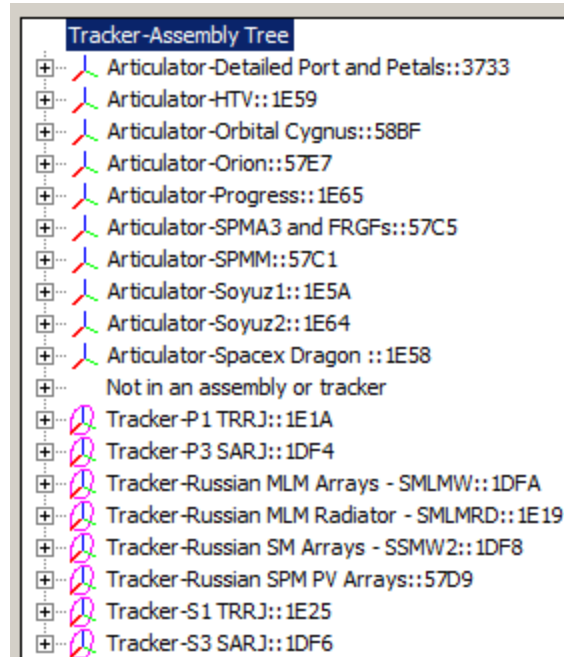 Tracker-Assembly Tree
Articulator-Detailed Port and Petals::3733
Articulator-HTV::1E59
Articulator-Orbital Cygnus::58BF
Articulator-Orion::57E7
Articulator-Progress::1E65
Articulator-SPMA3 and FRGFs::57C5
Articulator-SPMM::57C1
Articulator-Soyuz1::1E5A
Articulator-Soyuz2::1E64
Articulator-Spacex Dragon ::1E58
Not in an assembly or tracker
Tracker-P1 TRRJ::1E1A
Tracker-P3 SARJ::1DF4
Tracker-Russian MLM Arrays - SMLMW::1DFA
Tracker-Russian MLM Radiator - SMLMRD::1E19
Tracker-Russian SM Arrays - SSMW2::1DF8
Tracker-Russian SPM PV Arrays::57D9
Tracker-S1 TRRJ::1E25
Tracker-S3 SARJ::1DF6